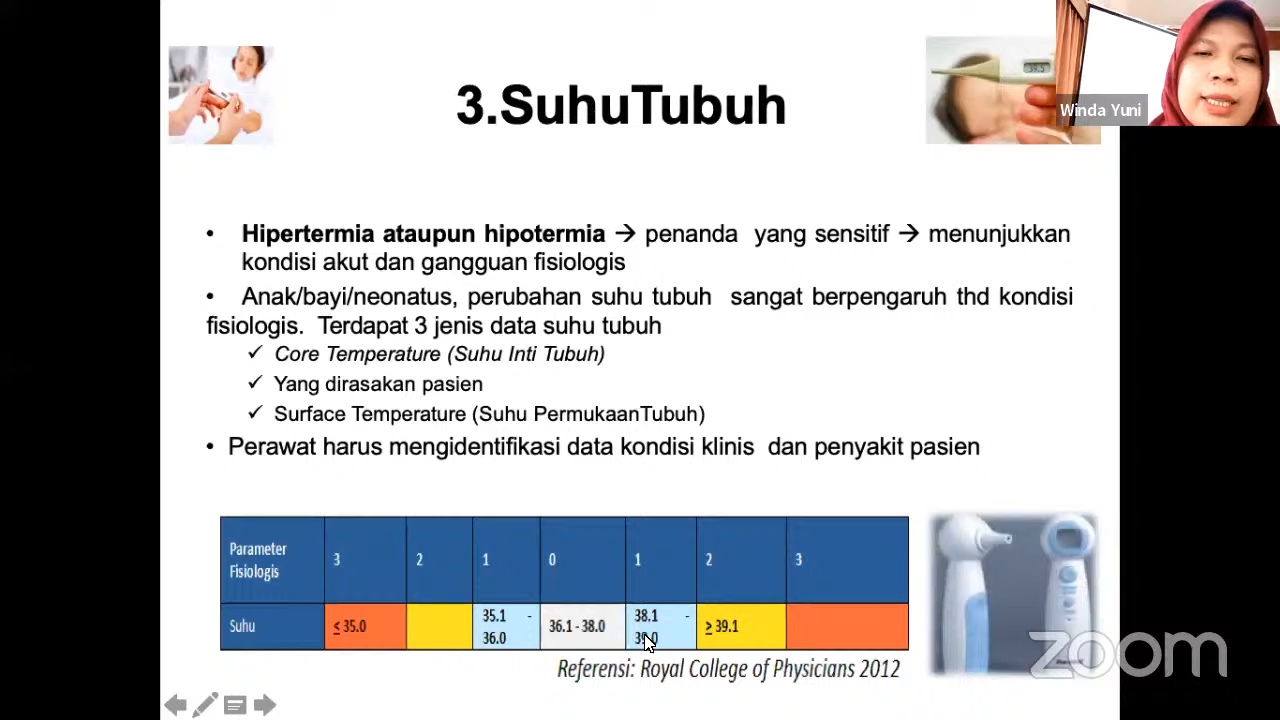 Winda Yuni
3.SuhuTubuh
• Hipertermia ataupun hipotermia → penanda yang sensitif → menunjukkan
kondisi akut dan gangguan fisiologis
• Anak/bayi/neonatus, perubahan suhu tubuh sangat berpengaruh thd kondisi
fisiologis. Terdapat 3 jenis data suhu tubuh
✓ Core Temperature (Suhu Inti Tubuh)
✓ Yang dirasakan pasien
✓ Surface Temperature (Suhu PermukaanTubuh)
• Perawat harus mengidentifikasi data kondisi klinis dan penyakit pasien
Parameter Fisiologis 3 2 1 0 1 2 3
Suhu ≤ 35.0 35.1 - 36.0 36.1 - 38.0 38.1 - 39.0 ≥ 39.1
Referensi: Royal College of Physicians 2012
zoom